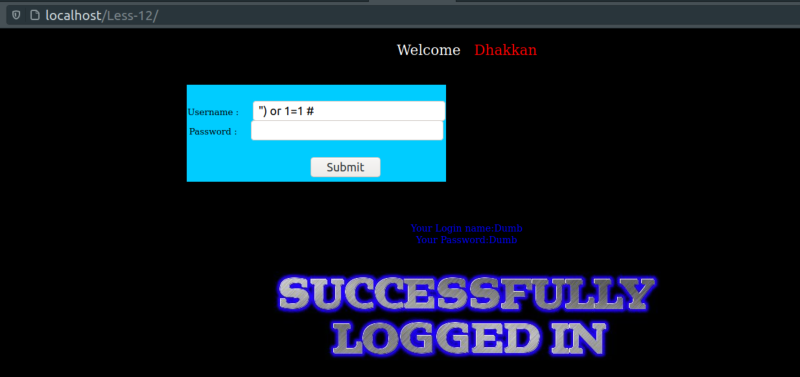 localhost/Less-12/
Welcome Dhakkan
Username : ") or 1=1 #
Password :
Submit
Your Login name:Dumb
Your Password:Dumb
SUCCESSFULLY
LOGGED IN